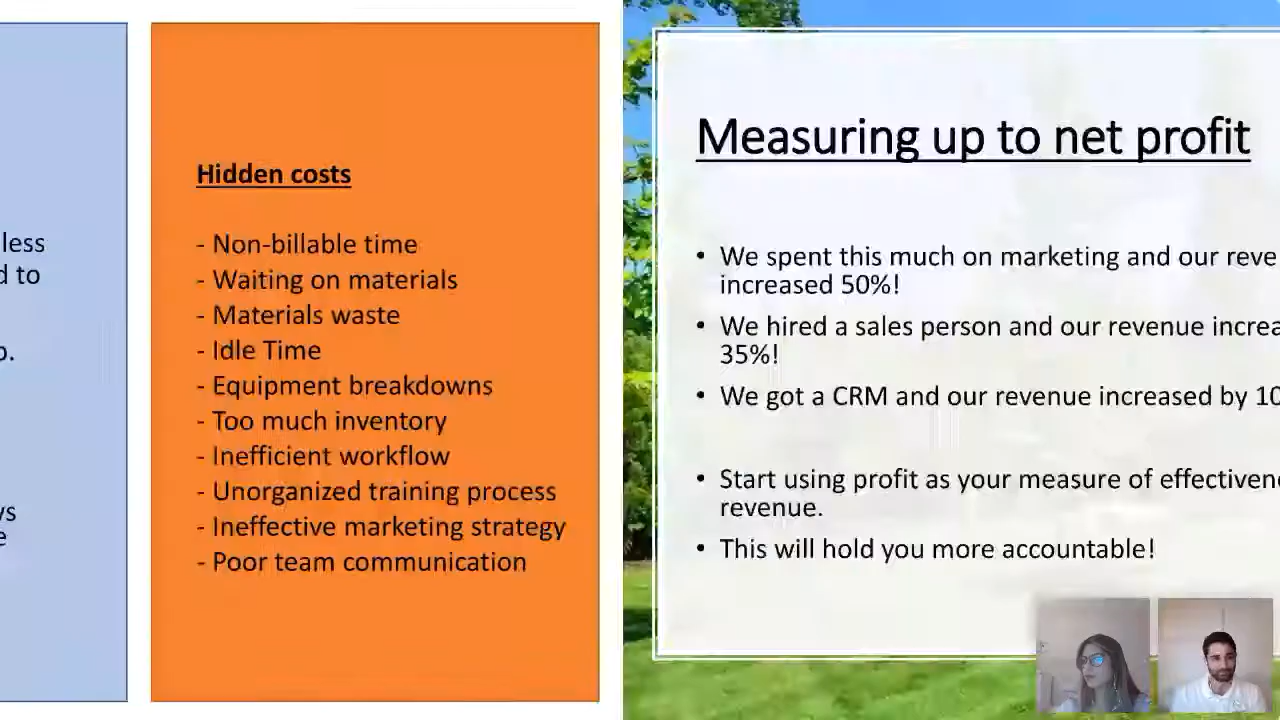 less
d to
Hidden costs
- Non-billable time
- Waiting on materials
- Materials waste
- Idle Time
- Equipment breakdowns
- Too much inventory
- Inefficient workflow
- Unorganized training process
- Ineffective marketing strategy
- Poor team communication
Measuring up to net profit
• We spent this much on marketing and our reve
increased 50%!
• We hired a sales person and our revenue increa
35%!
• We got a CRM and our revenue increased by 10
• Start using profit as your measure of effectiven
revenue.
• This will hold you more accountable!